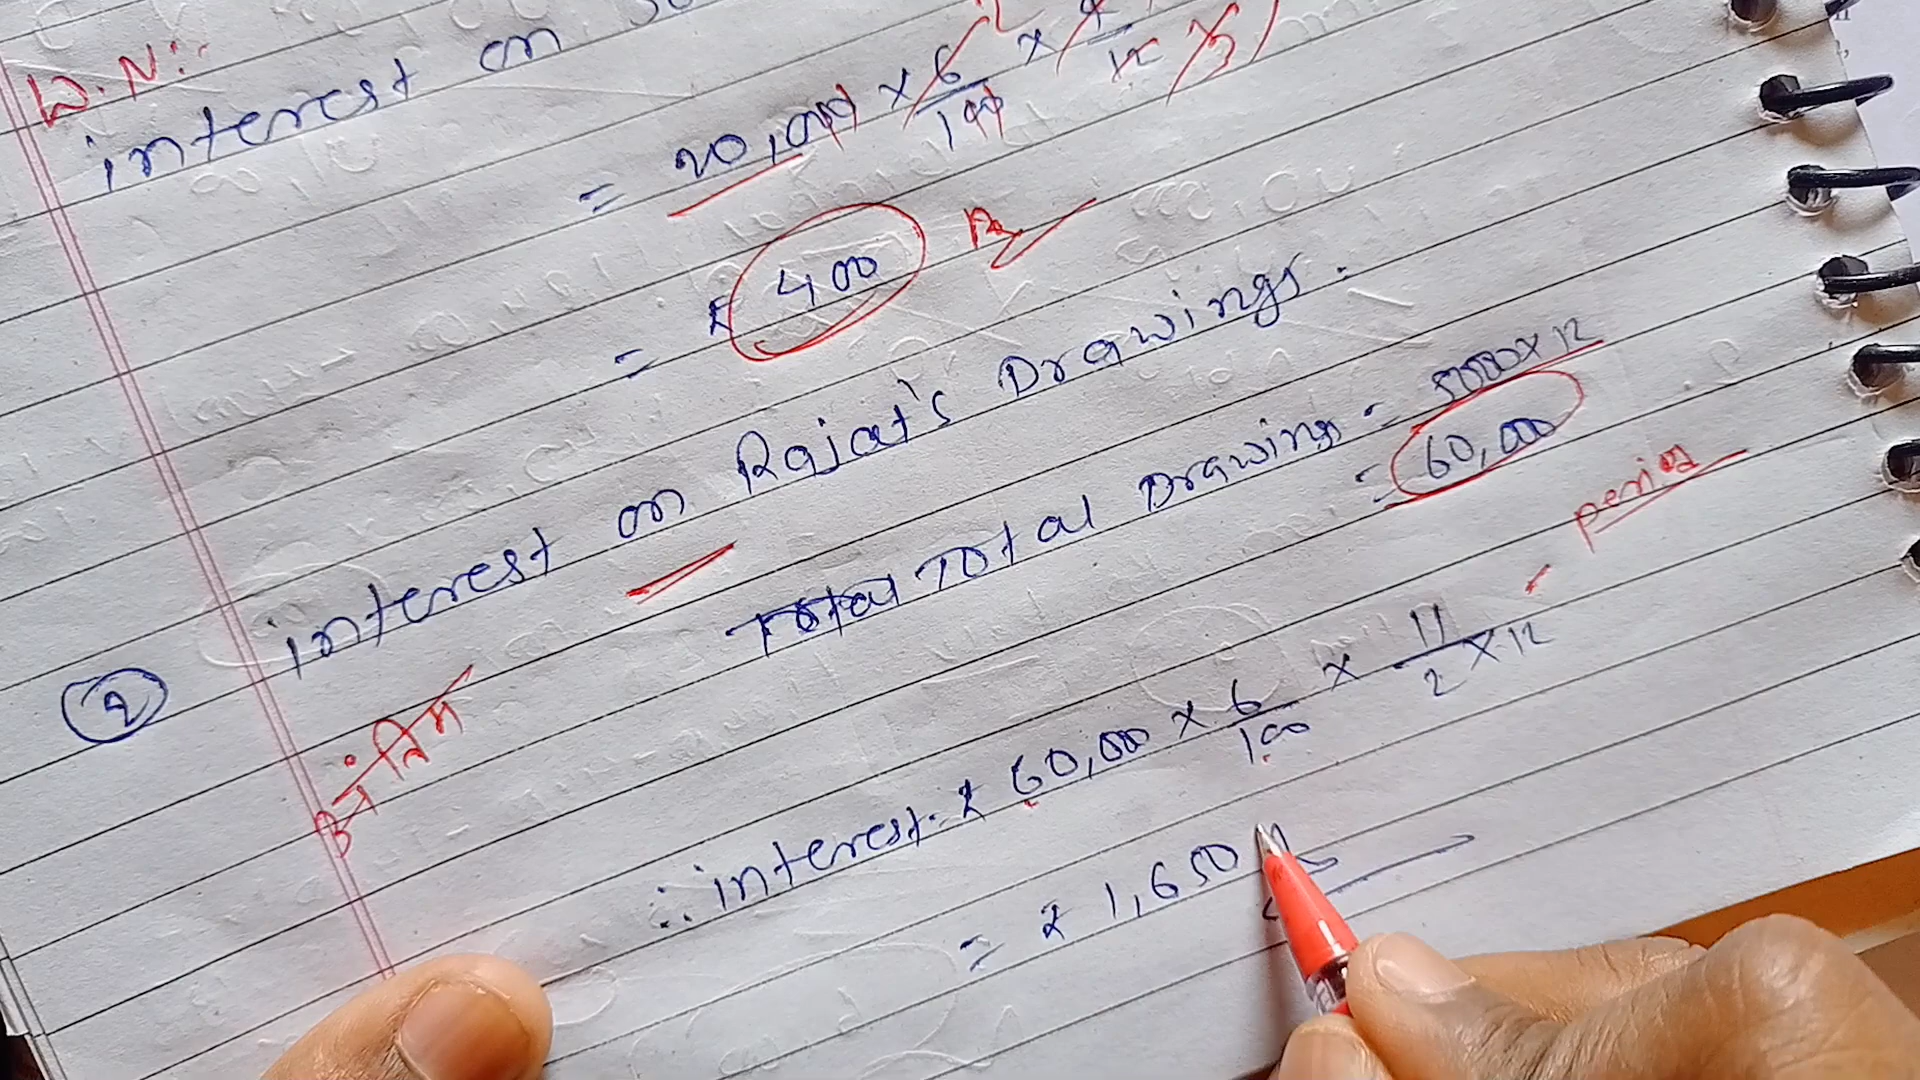 W.N:-
interest on
= 20,000 × 6/100 × 4/12
= ₹ 400
② interest on Rajat's Drawings.
Total Total Drawings = 5000×12
= 60,000
period
∴ interest = ₹ 60,000 × 6/100 × 11/2×12
= ₹ 1,650